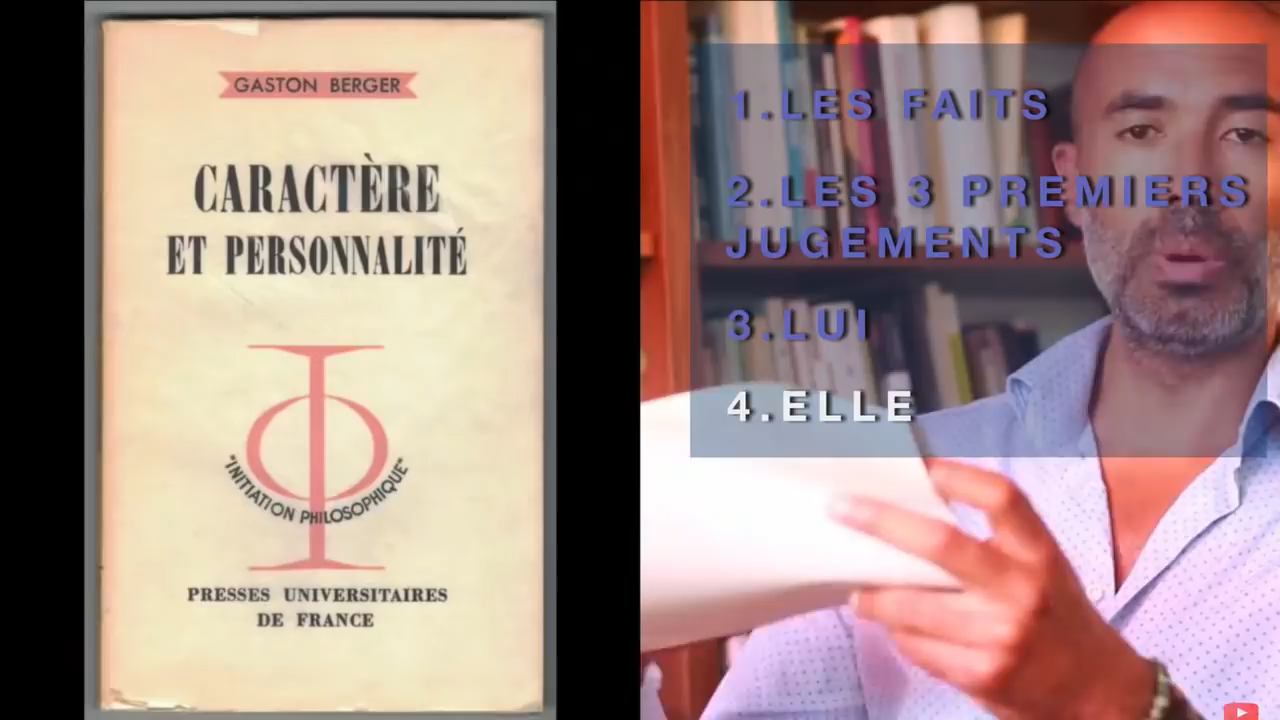 GASTON BERGER
CARACTÈRE
ET PERSONNALITÉ
"INITIATION PHILOSOPHIQUE"
PRESSES UNIVERSITAIRES
DE FRANCE
1.LES FAITS
2.LES 3 PREMIERS
JUGEMENTS
3.LUI
4.ELLE